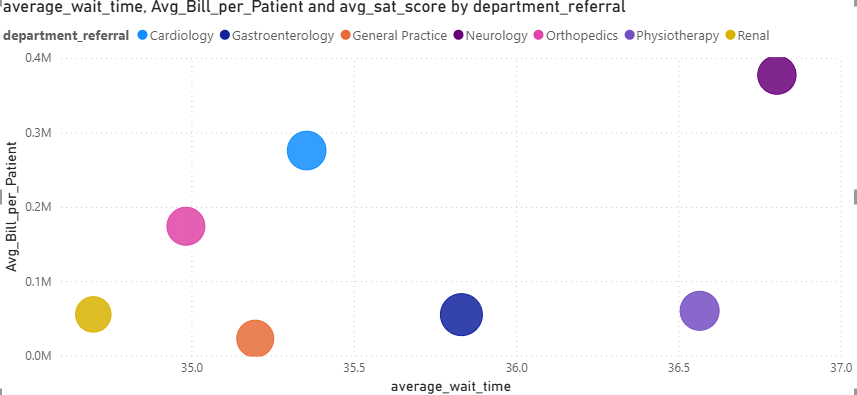 average_wait_time, Avg_Bill_per_Patient and avg_sat_score by department_referral
department_referral Cardiology Gastroenterology General Practice Neurology Orthopedics Physiotherapy Renal
0.4M
0.3M
0.2M
0.1M
0.0M
Avg_Bill_per_Patient
35.0 35.5 36.0 36.5 37.0
average_wait_time